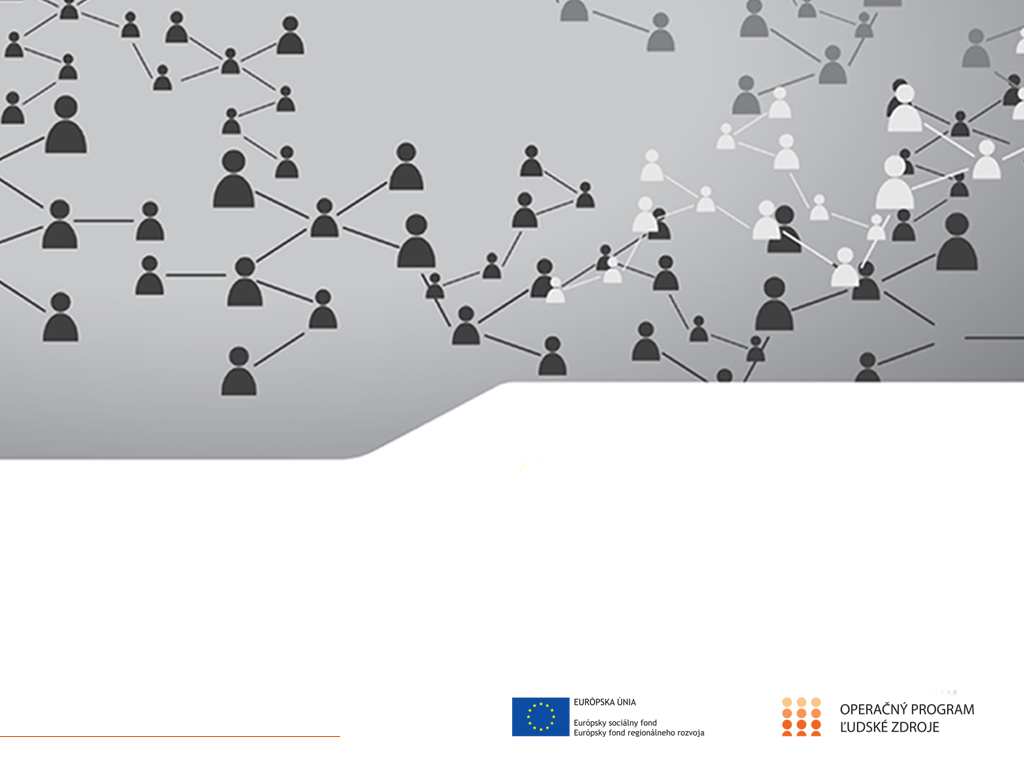 EURÓPSKA ÚNIA
Európsky sociálny fond
Európsky fond regionálneho rozvoja
OPERAČNÝ PROGRAM
ĽUDSKÉ ZDROJE